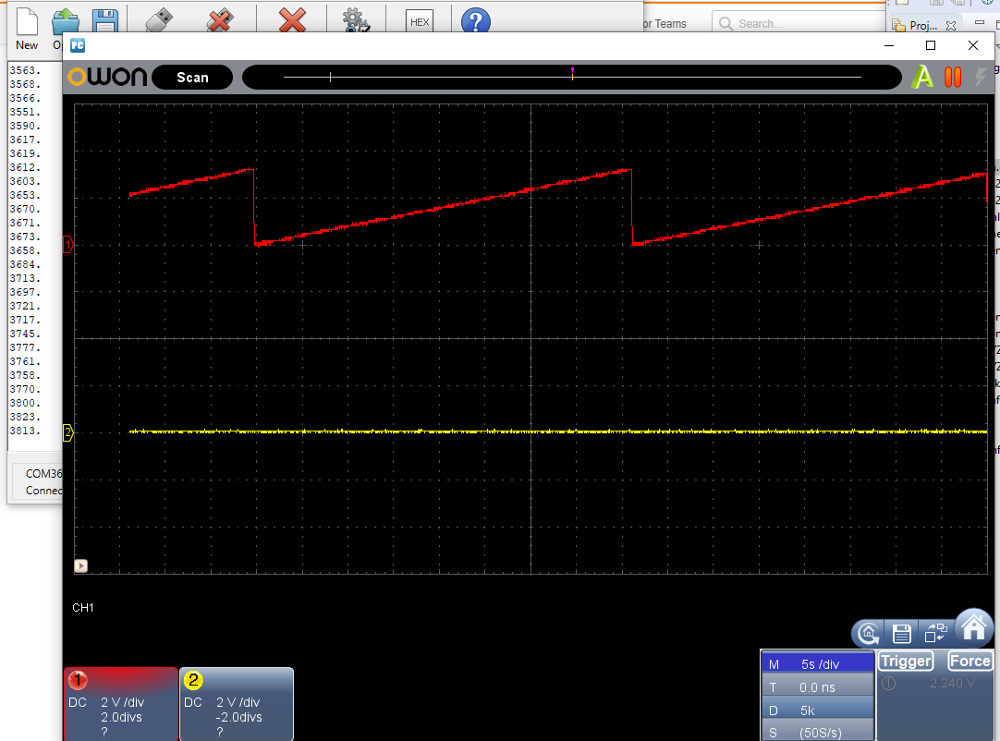 HEX
or Teams
Search...
Proj...
New
PC
3563.
3568.
3566.
3551.
3590.
3617.
3619.
3612.
3603.
3653.
3670.
3671.
3673.
3658.
3684.
3713.
3697.
3721.
3717.
3745.
3777.
3761.
3758.
3770.
3800.
3823.
3813.
COM36
Connec
owon
Scan
A
1
2
CH1
1
DC 2 V /div
2.0divs
?
2
DC 2 V /div
-2.0divs
?
M 5s /div
T 0.0 ns
D 5k
S (50S/s)
Trigger
Force
1 2.240 V